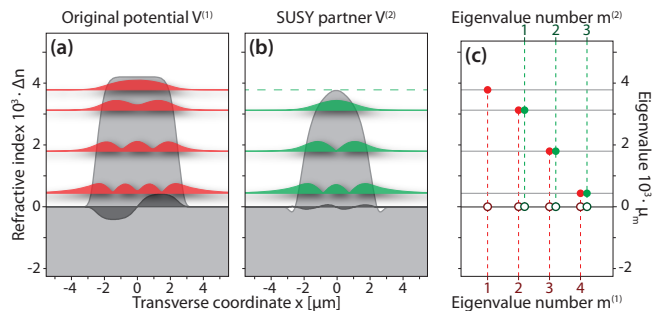 Original potential V(1)
SUSY partner V(2)
Eigenvalue number m(2)
1 2 3
(a)
(b)
(c)
Refractive index 10³ · Δn
4
2
0
-2
4
2
0
-2
Eigenvalue 10³ · μm
-4 -2 0 2 4
-4 -2 0 2 4
1 2 3 4
Transverse coordinate x [μm]
Eigenvalue number m(1)